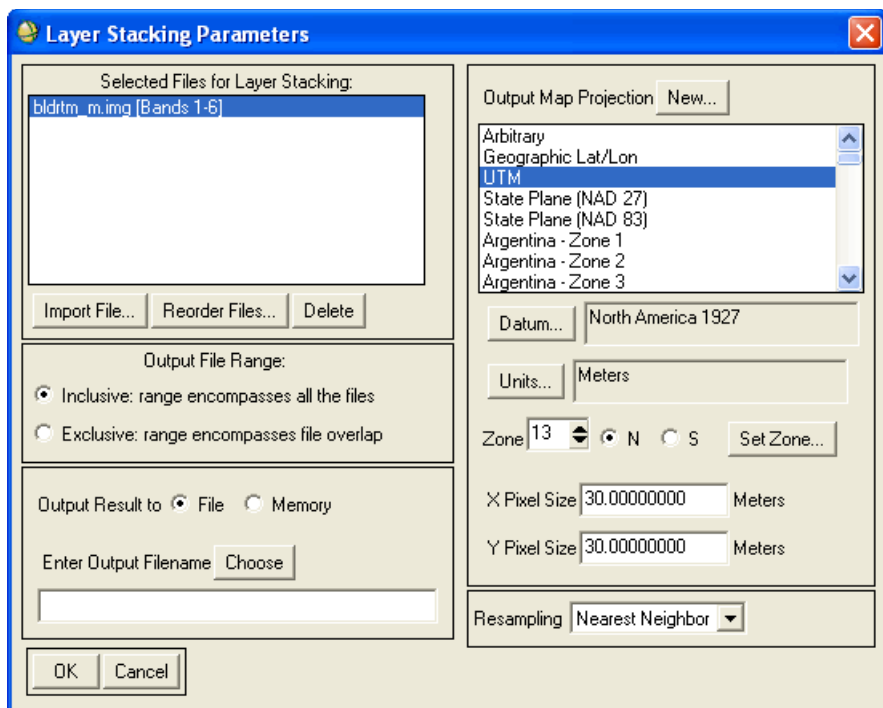 Layer Stacking Parameters
Selected Files for Layer Stacking:
bldrtm_m.img [Bands 1-6]
Import File... Reorder Files... Delete
Output File Range:
Inclusive: range encompasses all the files
Exclusive: range encompasses file overlap
Output Result to File Memory
Enter Output Filename Choose
OK Cancel
Output Map Projection New...
Arbitrary
Geographic Lat/Lon
UTM
State Plane (NAD 27)
State Plane (NAD 83)
Argentina - Zone 1
Argentina - Zone 2
Argentina - Zone 3
Datum... North America 1927
Units... Meters
Zone 13 N S Set Zone...
X Pixel Size 30.00000000 Meters
Y Pixel Size 30.00000000 Meters
Resampling Nearest Neighbor